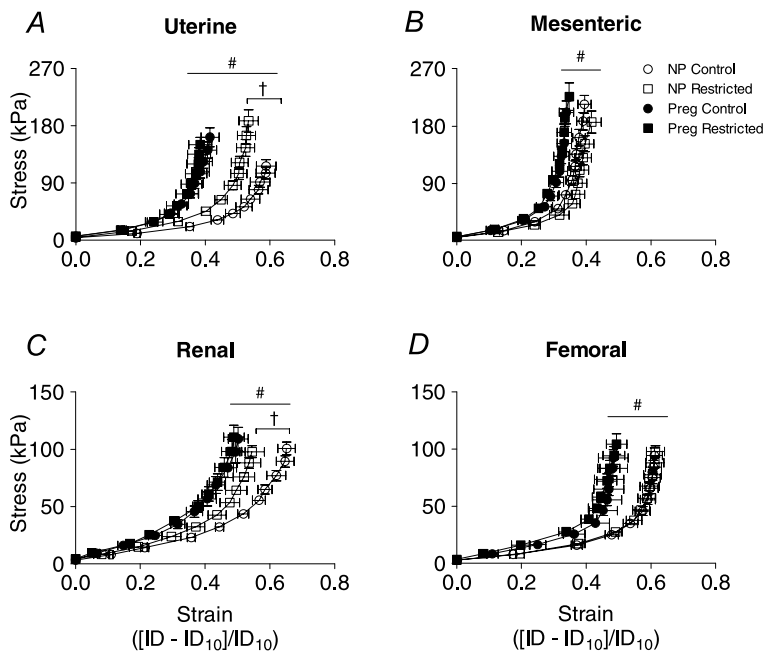 A
Uterine
B
Mesenteric
#
†
#
NP Control
NP Restricted
Preg Control
Preg Restricted
Stress (kPa)
270
180
90
0
0.0 0.2 0.4 0.6 0.8
270
180
90
0
0.0 0.2 0.4 0.6 0.8
C
Renal
D
Femoral
#
†
#
Stress (kPa)
150
100
50
0
0.0 0.2 0.4 0.6 0.8
150
100
50
0
0.0 0.2 0.4 0.6 0.8
Strain
([ID - ID10]/ID10)
Strain
([ID - ID10]/ID10)